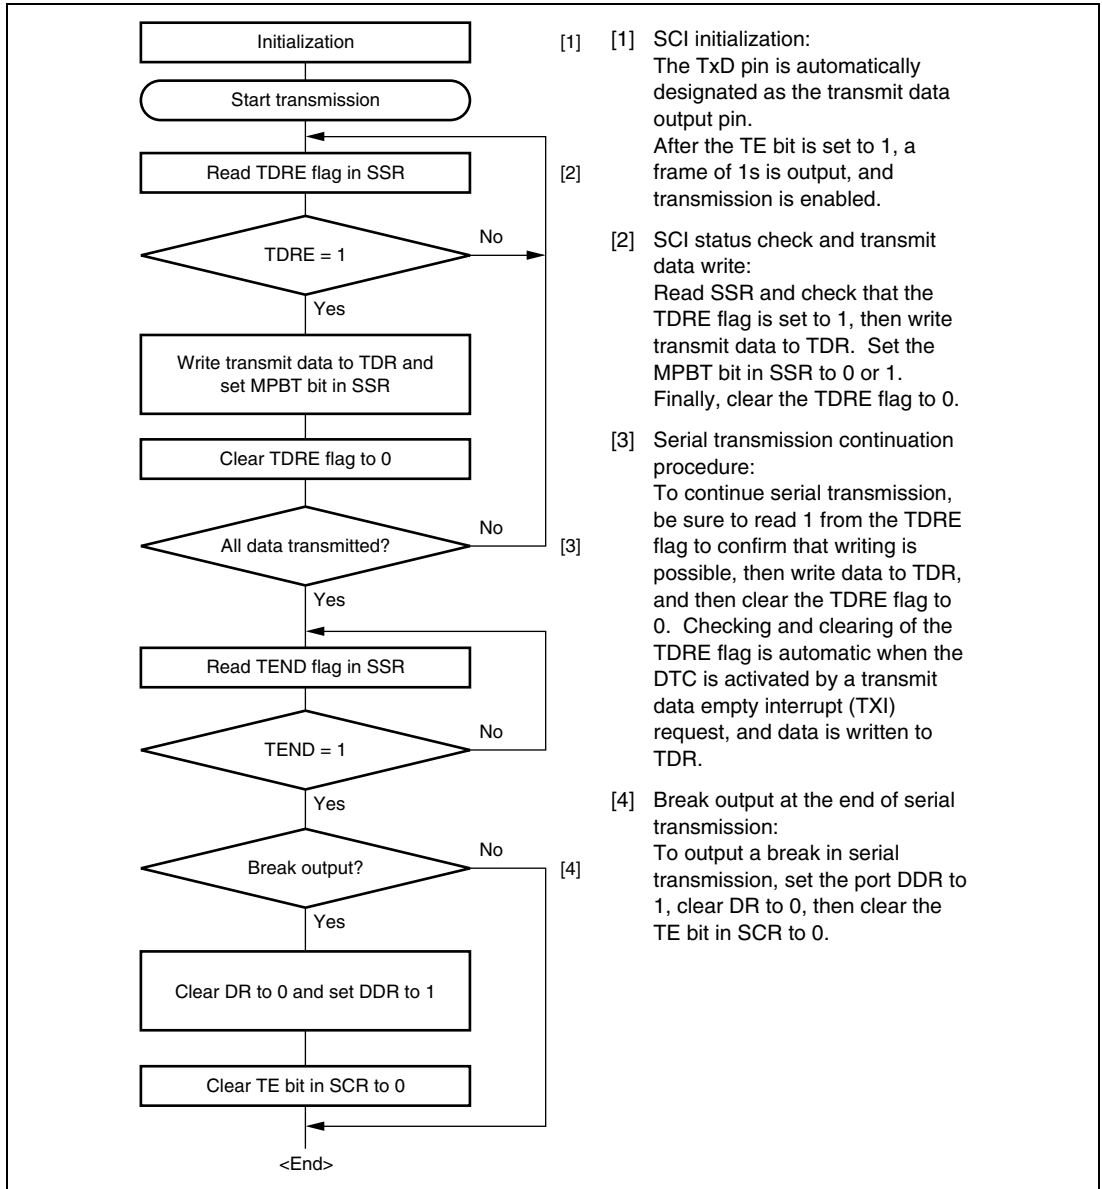 Initialization
[1]
Start transmission
Read TDRE flag in SSR
[2]
TDRE = 1
No
Yes
Write transmit data to TDR and
set MPBT bit in SSR
Clear TDRE flag to 0
All data transmitted?
No
[3]
Yes
Read TEND flag in SSR
TEND = 1
No
Yes
Break output?
No
[4]
Yes
Clear DR to 0 and set DDR to 1
Clear TE bit in SCR to 0
<End>
[1] SCI initialization:
The TxD pin is automatically
designated as the transmit data
output pin.
After the TE bit is set to 1, a
frame of 1s is output, and
transmission is enabled.
[2] SCI status check and transmit
data write:
Read SSR and check that the
TDRE flag is set to 1, then write
transmit data to TDR. Set the
MPBT bit in SSR to 0 or 1.
Finally, clear the TDRE flag to 0.
[3] Serial transmission continuation
procedure:
To continue serial transmission,
be sure to read 1 from the TDRE
flag to confirm that writing is
possible, then write data to TDR,
and then clear the TDRE flag to
0. Checking and clearing of the
TDRE flag is automatic when the
DTC is activated by a transmit
data empty interrupt (TXI)
request, and data is written to
TDR.
[4] Break output at the end of serial
transmission:
To output a break in serial
transmission, set the port DDR to
1, clear DR to 0, then clear the
TE bit in SCR to 0.